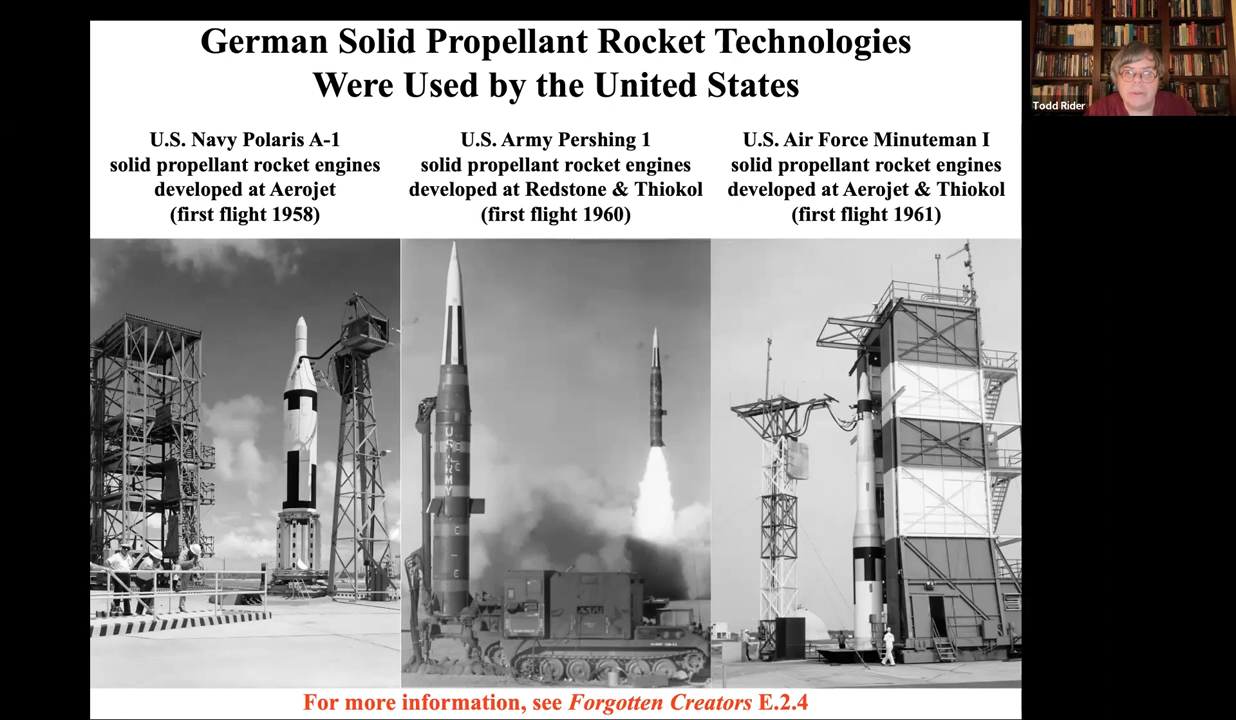 German Solid Propellant Rocket Technologies
Were Used by the United States
Todd Rider
U.S. Navy Polaris A-1
solid propellant rocket engines
developed at Aerojet
(first flight 1958)
U.S. Army Pershing 1
solid propellant rocket engines
developed at Redstone & Thiokol
(first flight 1960)
U.S. Air Force Minuteman I
solid propellant rocket engines
developed at Aerojet & Thiokol
(first flight 1961)
U.S. ARMY
For more information, see Forgotten Creators E.2.4